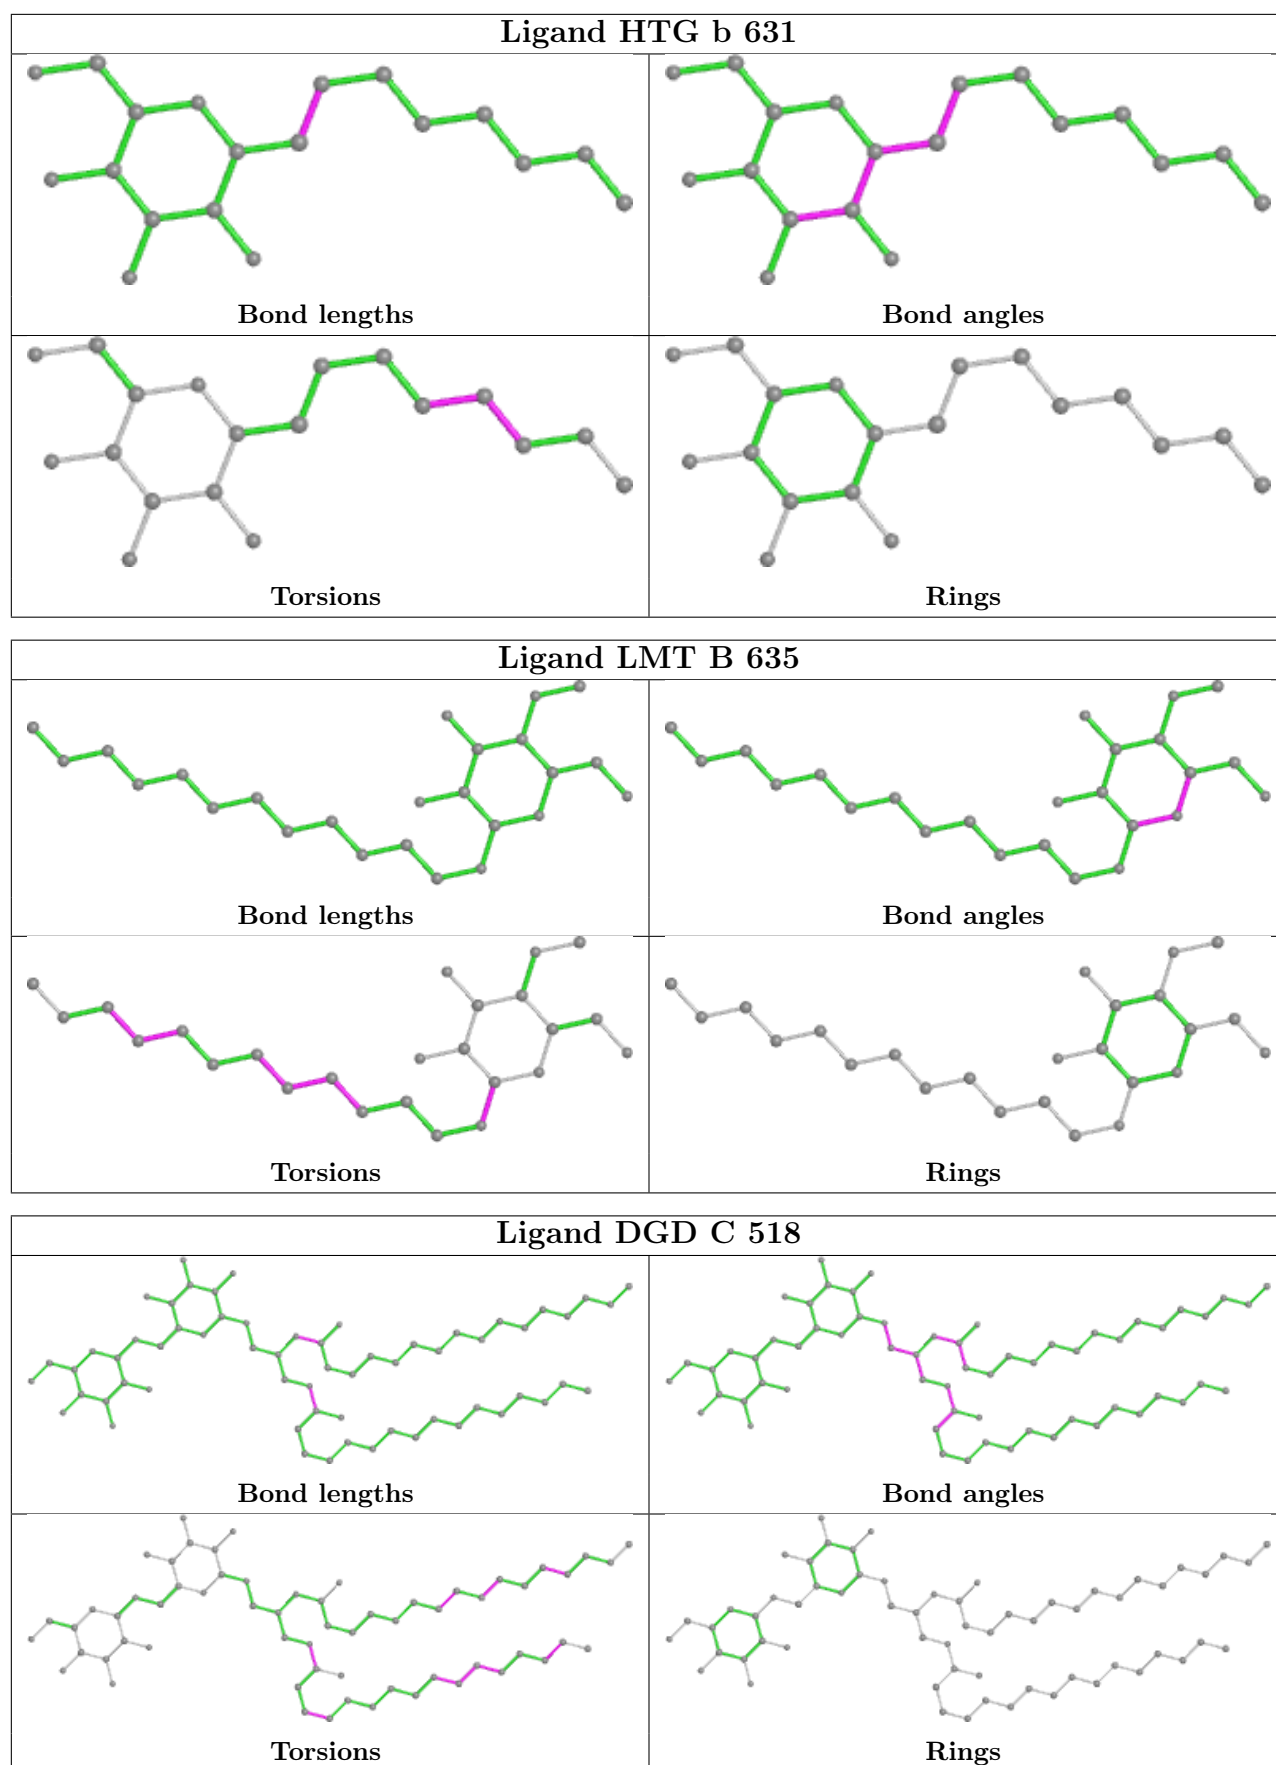 Ligand HTG b 631
Bond lengths
Bond angles
Torsions
Rings
Ligand LMT B 635
Bond lengths
Bond angles
Torsions
Rings
Ligand DGD C 518
Bond lengths
Bond angles
Torsions
Rings